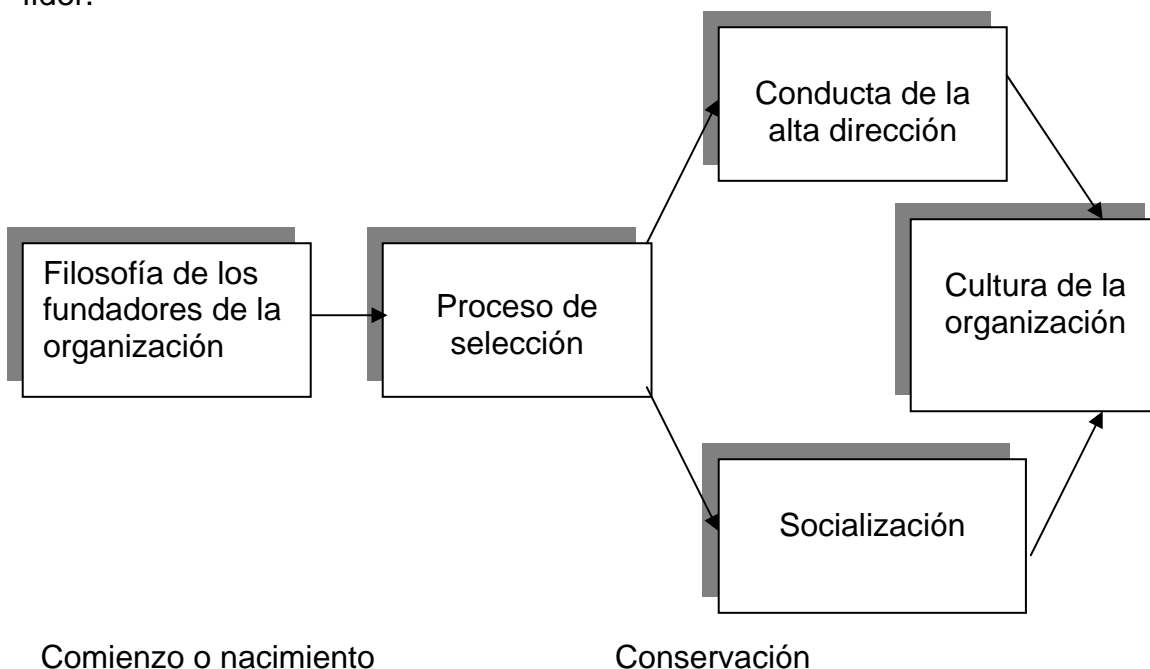 Conducta de la
alta dirección
Filosofía de los
fundadores de la
organización
Proceso de
selección
Cultura de la
organización
Socialización
Comienzo o nacimiento
Conservación